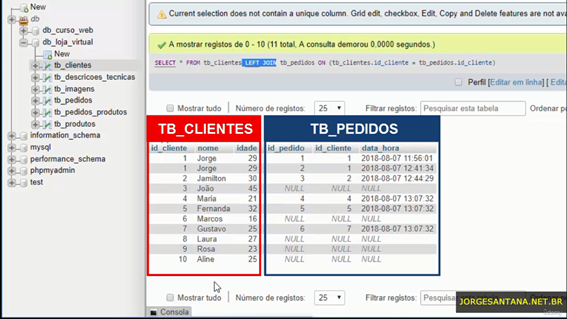 New
db
db_curso_web
db_loja_virtual
New
tb_clientes
tb_descricoes_tecnicas
tb_imagens
tb_pedidos
tb_pedidos_produtos
tb_produtos
information_schema
mysql
performance_schema
phpmyadmin
test
Current selection does not contain a unique column. Grid edit, checkbox, Edit, Copy and Delete features are not av
A mostrar registos de 0 - 10 (11 total, A consulta demorou 0,0000 segundos.)
SELECT * FROM tb_clientes LEFT JOIN tb_pedidos ON (tb_clientes.id_cliente = tb_pedidos.id_cliente)
Perfil [Editar em linha] [ Edita
Mostrar tudo Número de registos: 25 Filtrar registos: Pesquisar esta tabela Ordenar po
TB_CLIENTES TB_PEDIDOS
id_cliente nome idade id_pedido id_cliente data_hora
1 Jorge 29 1 1 2018-08-07 11:56:01
1 Jorge 29 2 1 2018-08-07 12:41:34
2 Jamilton 30 3 2 2018-08-07 12:44:29
3 João 45 NULL NULL NULL
4 Maria 21 4 4 2018-08-07 13:07:32
5 Fernanda 32 5 5 2018-08-07 13:07:32
6 Marcos 16 NULL NULL NULL
7 Gustavo 25 6 7 2018-08-07 13:07:32
8 Laura 27 NULL NULL NULL
9 Rosa 23 NULL NULL NULL
10 Aline 25 NULL NULL NULL
Mostrar tudo Número de registos: 25 Filtrar registos: Pesqu
JORGESANTANA.NET.BR
Console